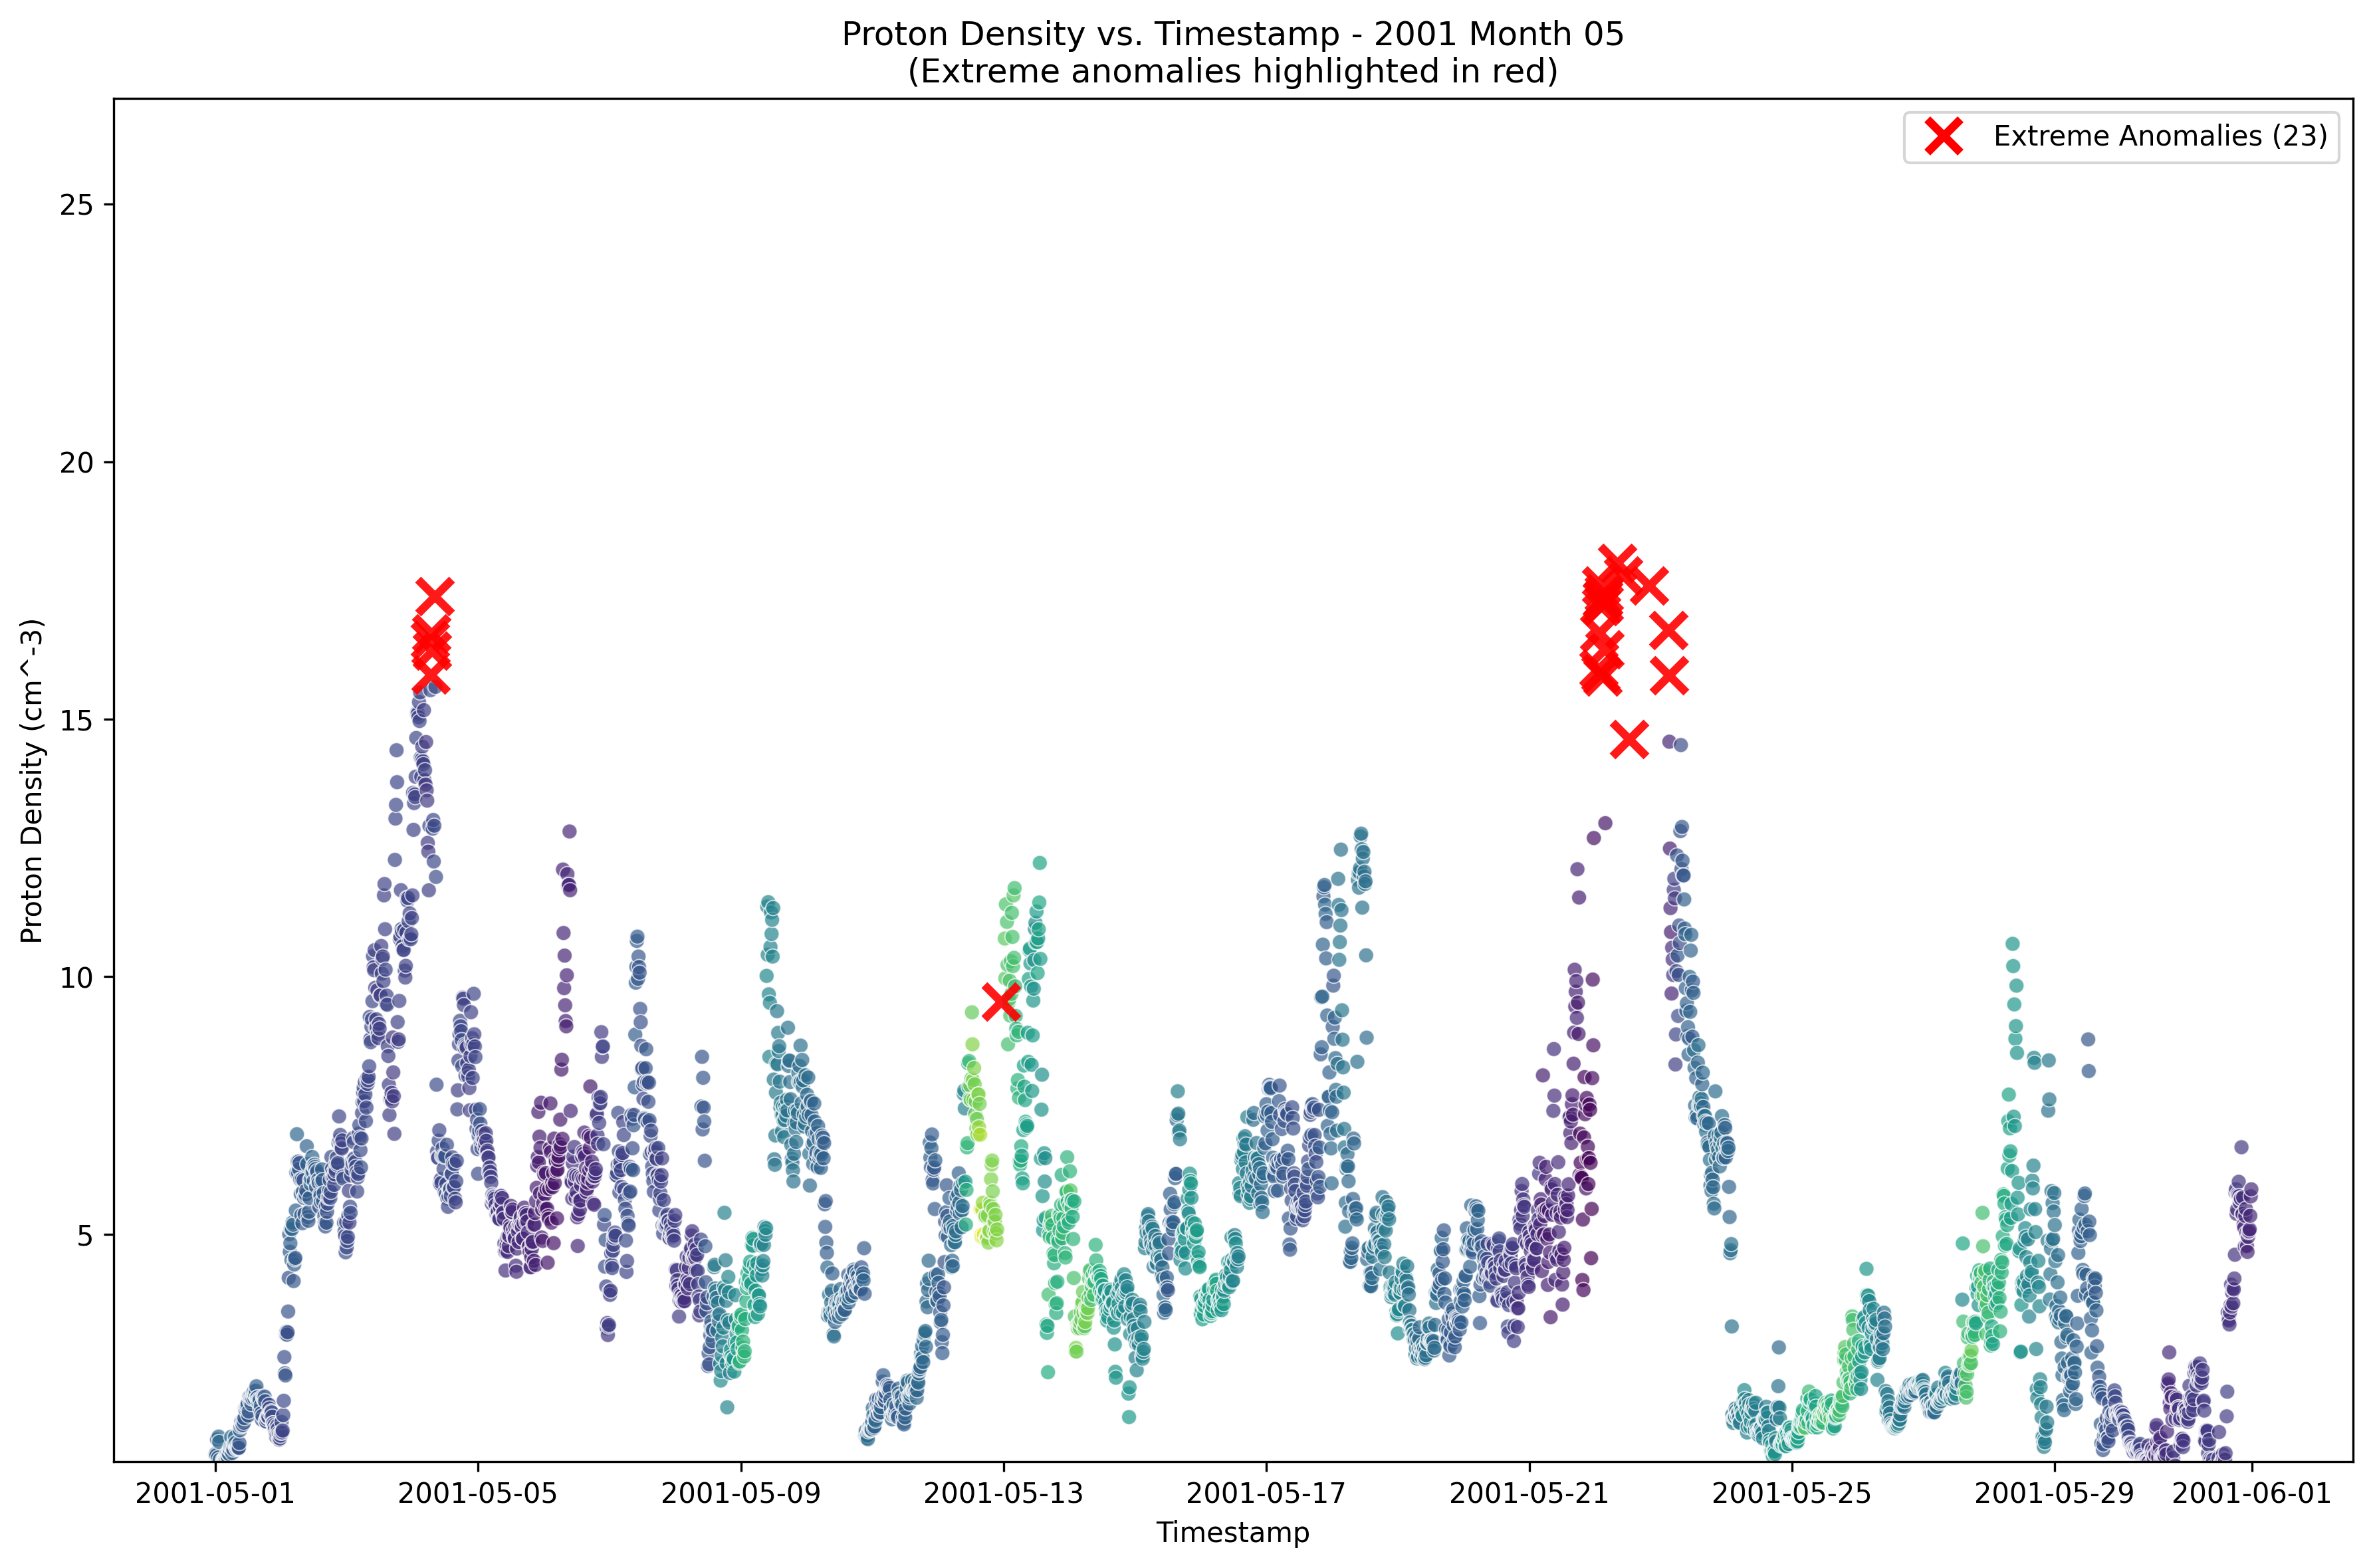 Proton Density vs. Timestamp - 2001 Month 05
(Extreme anomalies highlighted in red)
Extreme Anomalies (23)
25
20
15
10
5
Proton Density (cm^-3)
2001-05-01
2001-05-05
2001-05-09
2001-05-13
2001-05-17
2001-05-21
2001-05-25
2001-05-29
2001-06-01
Timestamp